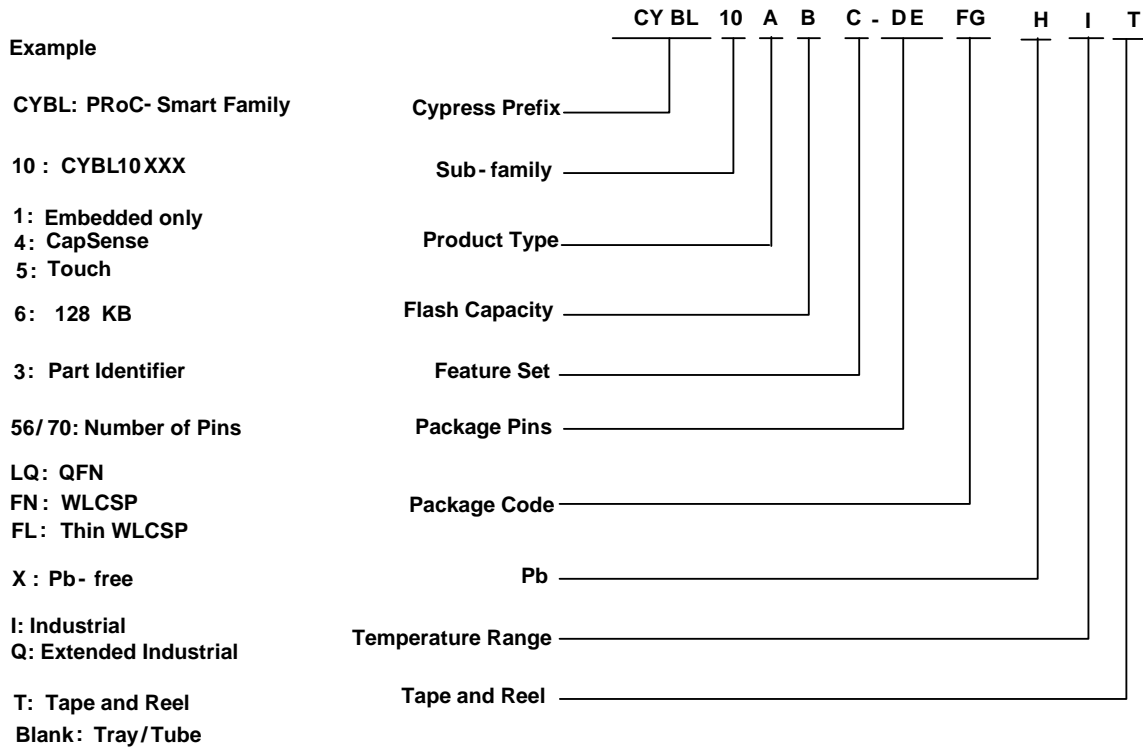 CY BL 10 A B C - DE FG H I T
Example
CYBL: PRoC- Smart Family
Cypress Prefix
10 : CYBL10XXX
Sub-family
1: Embedded only
4: CapSense
5: Touch
Product Type
6: 128 KB
Flash Capacity
3: Part Identifier
Feature Set
56/70: Number of Pins
Package Pins
LQ: QFN
FN: WLCSP
FL: Thin WLCSP
Package Code
X : Pb- free
Pb
I: Industrial
Q: Extended Industrial
Temperature Range
T: Tape and Reel
Blank: Tray/Tube
Tape and Reel